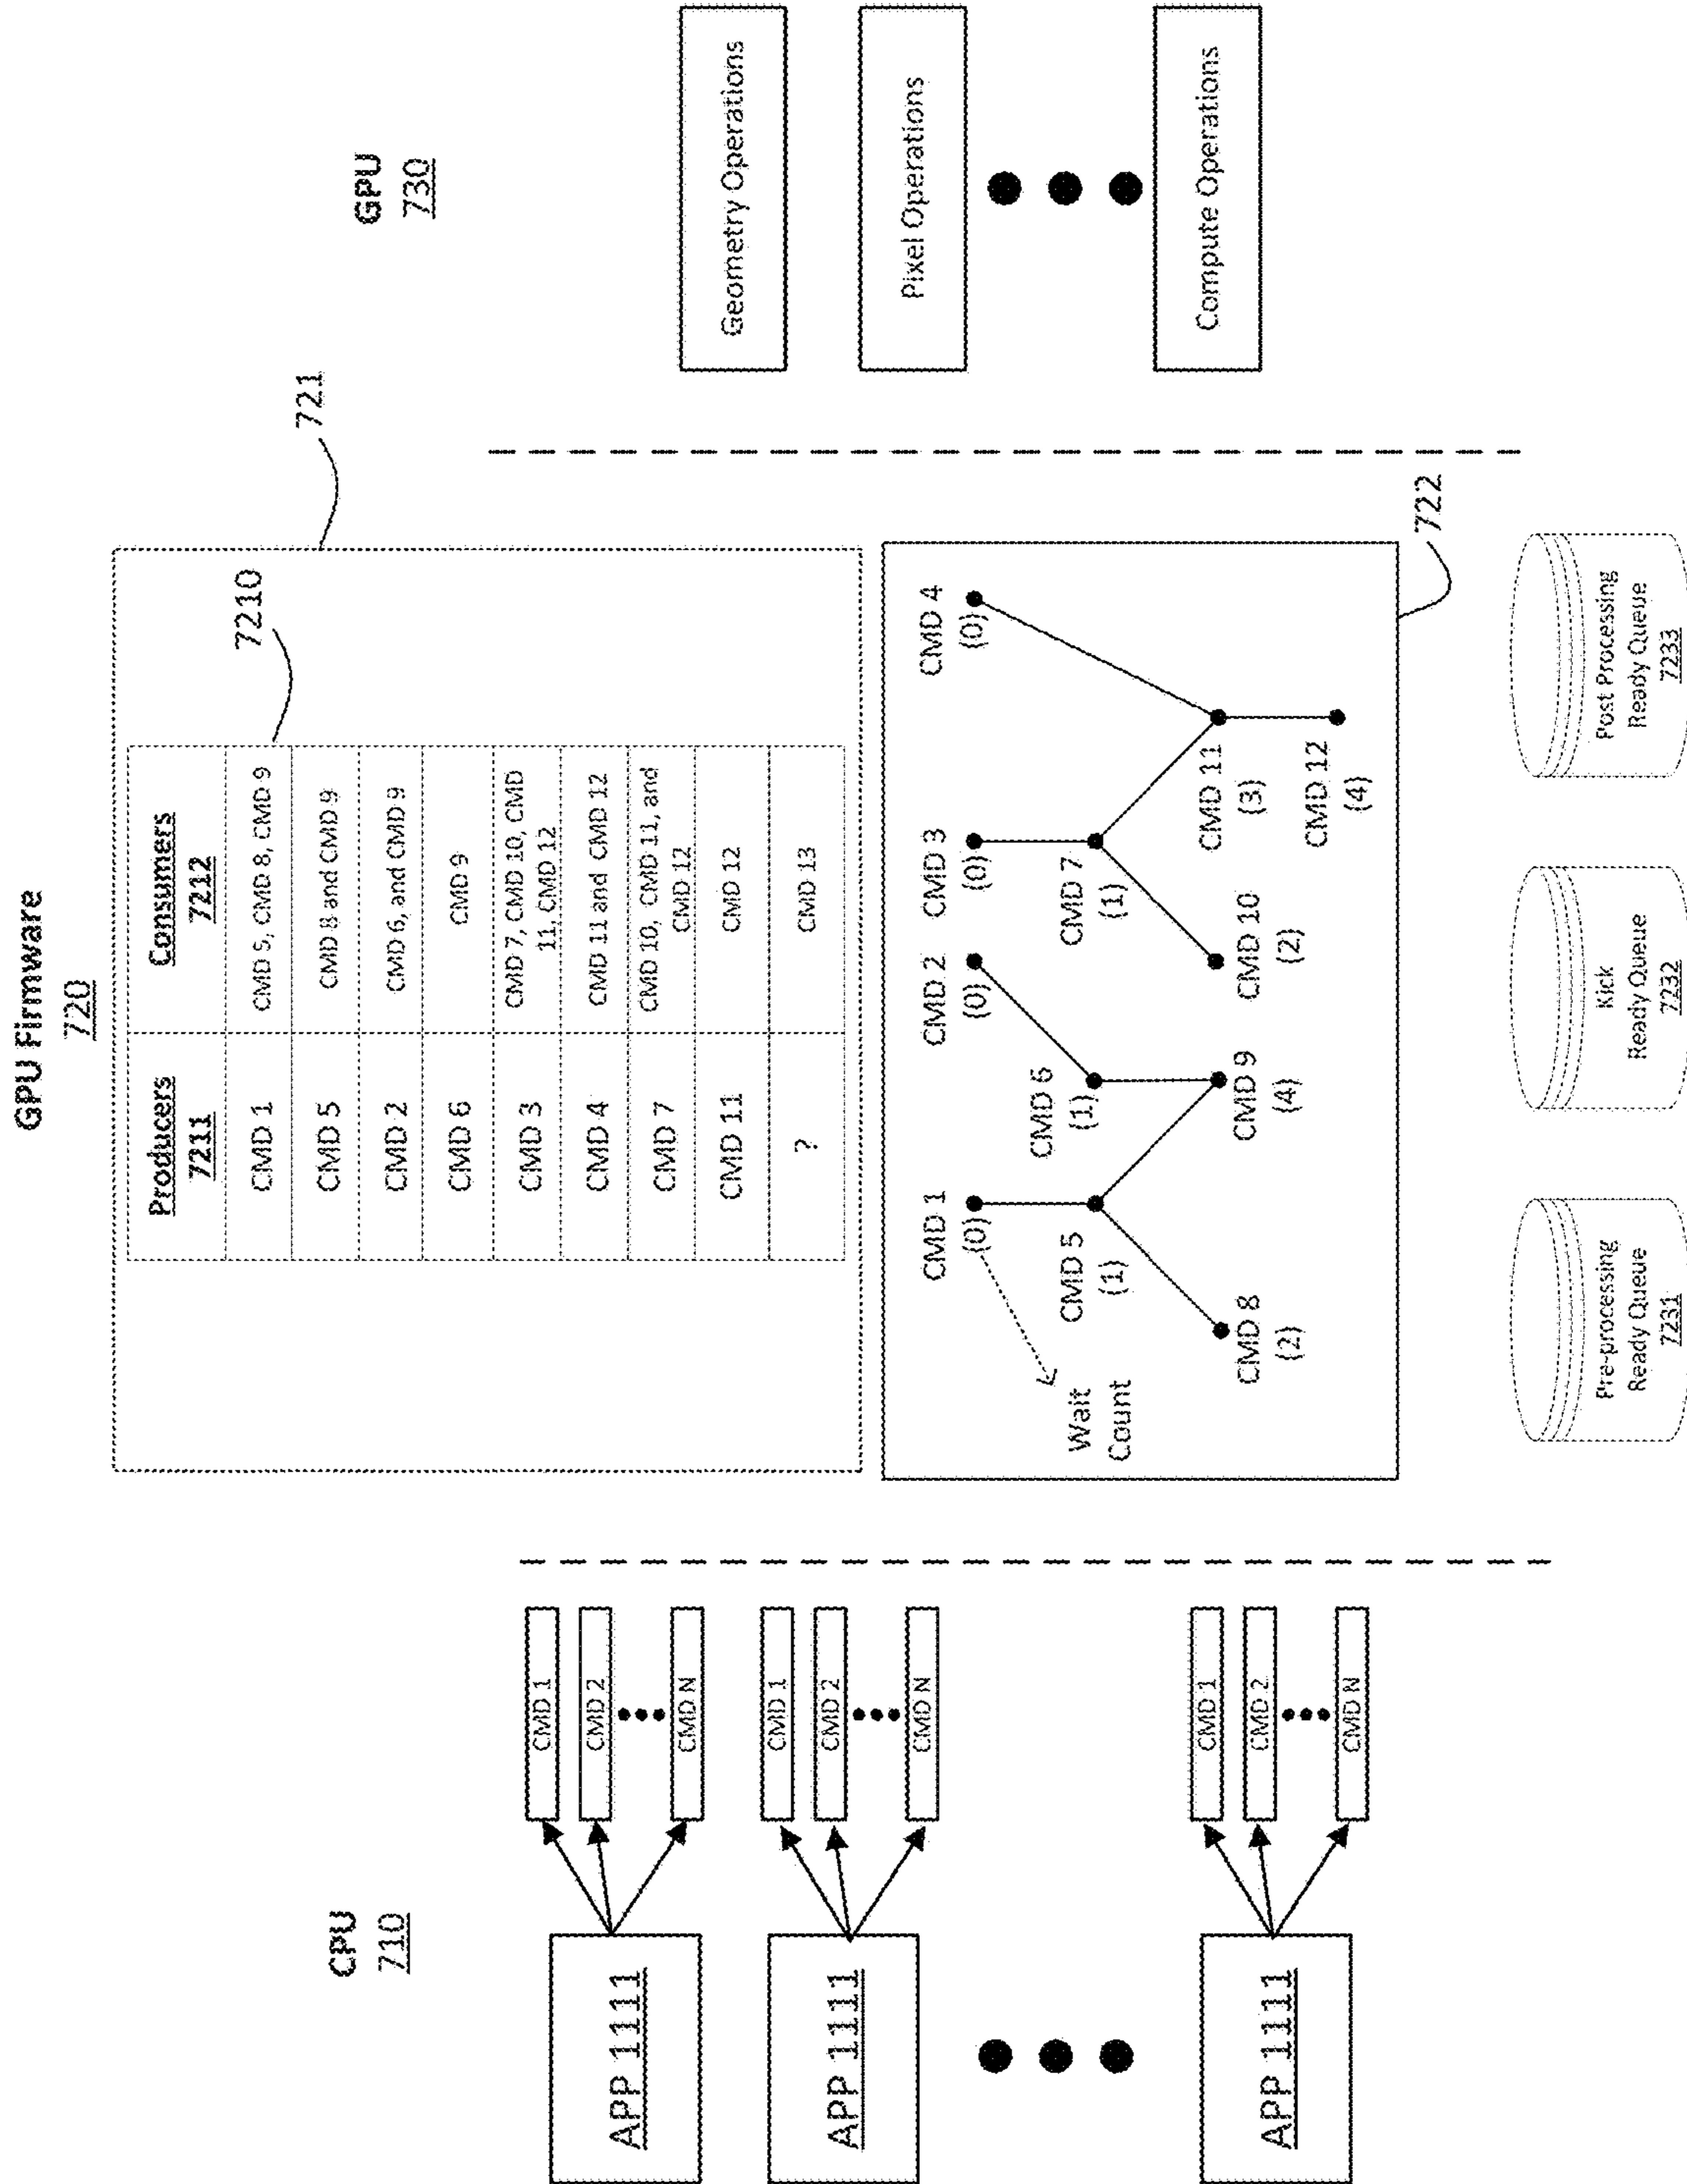 CPU
710
APP 1111
CMD 1
CMD 2
CMD N
APP 1111
CMD 1
CMD 2
CMD N
APP 1111
CMD 1
CMD 2
CMD N
GPU Firmware
720
721
7210
Producers
7211
Consumers
7212
CMD 1
CMD 5, CMD 8, CMD 9
CMD 5
CMD 8 and CMD 9
CMD 2
CMD 6, and CMD 9
CMD 6
CMD 9
CMD 3
CMD 7, CMD 10, CMD
11, CMD 12
CMD 4
CMD 11 and CMD 12
CMD 7
CMD 10, CMD 11, and
CMD 12
CMD 11
CMD 12
?
CMD 13
CMD 1
(0)
CMD 2
(0)
CMD 3
(0)
CMD 4
(0)
Wait
Count
CMD 5
(1)
CMD 6
(1)
CMD 7
(1)
CMD 8
(2)
CMD 9
(4)
CMD 10
(2)
CMD 11
(3)
CMD 12
(4)
722
Pre-processing
Ready Queue
7231
Kick
Ready Queue
7232
Post Processing
Ready Queue
7233
GPU
730
Geometry Operations
Pixel Operations
Compute Operations